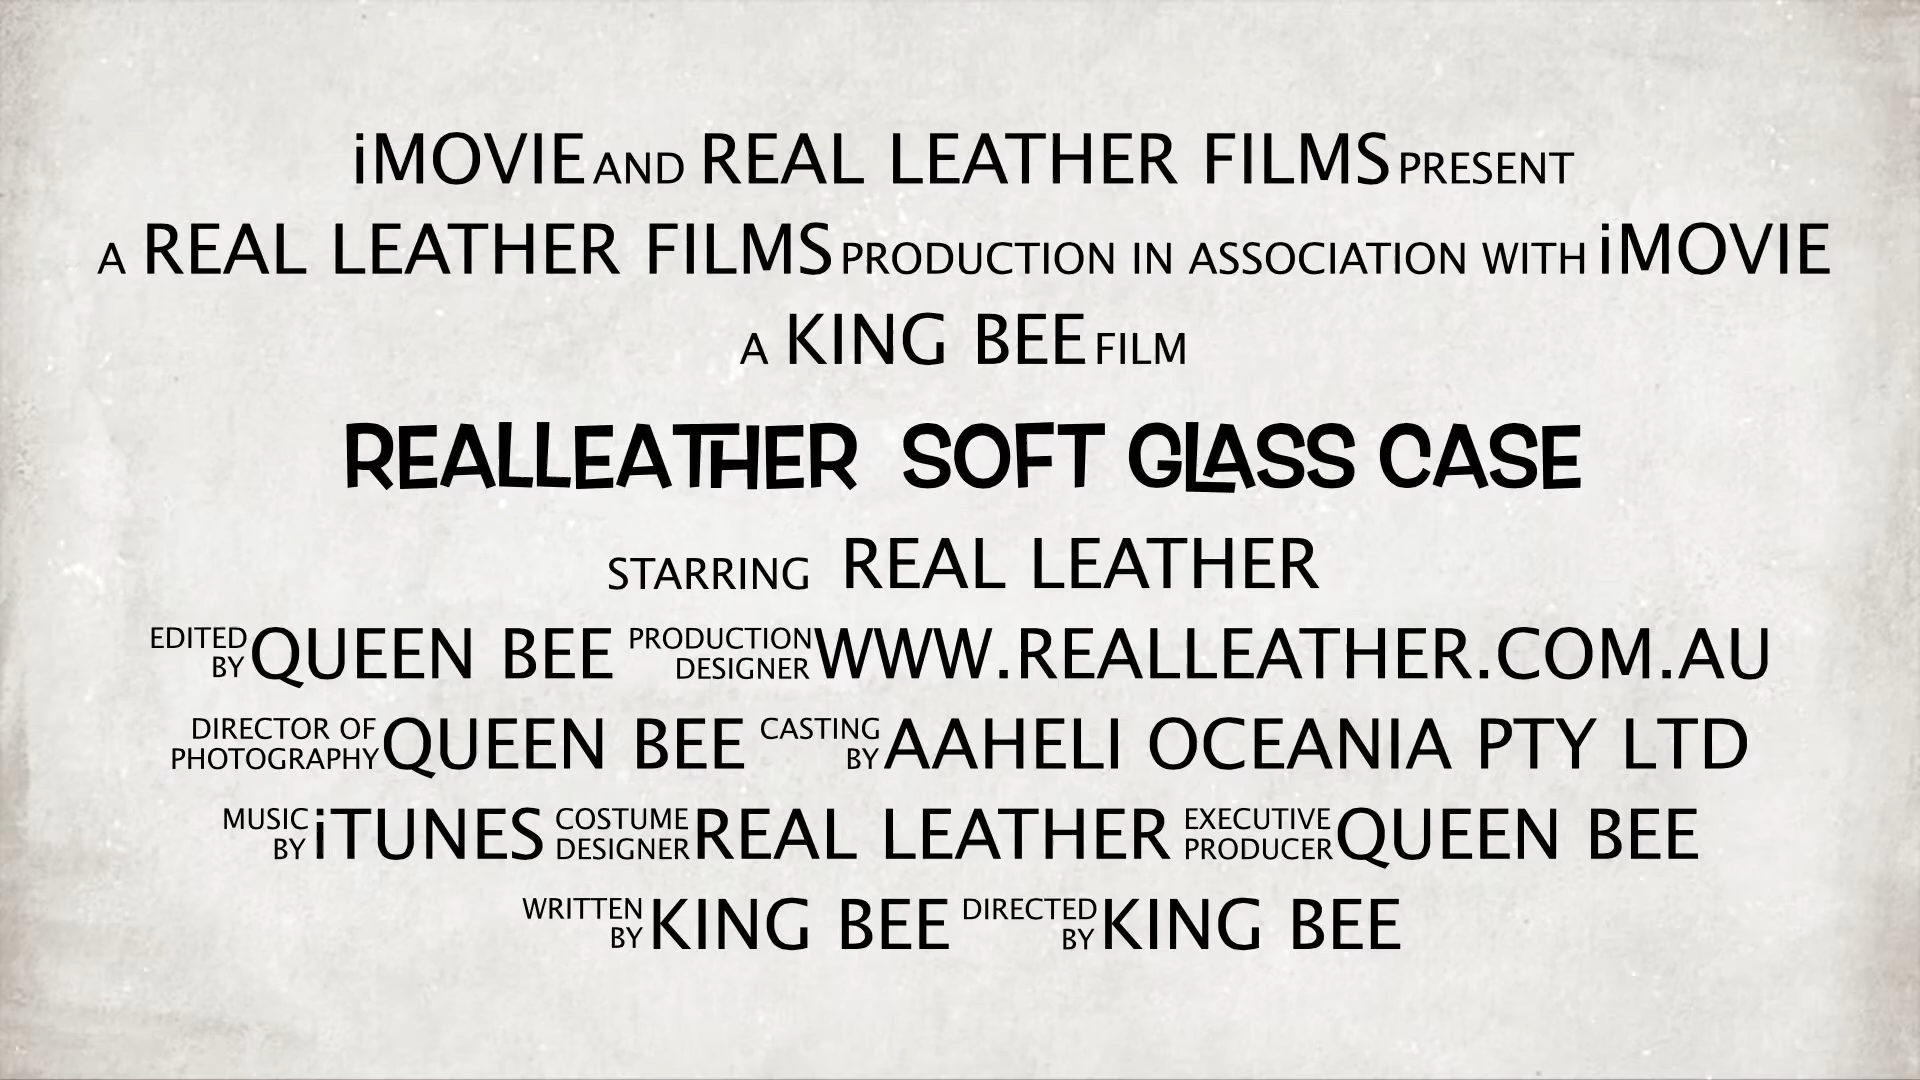 iMOVIE AND REAL LEATHER FILMS PRESENT
A REAL LEATHER FILMS PRODUCTION IN ASSOCIATION WITH iMOVIE
A KING BEE FILM
REALLEATHER SOFT GLASS CASE
STARRING REAL LEATHER
EDITED BY QUEEN BEE PRODUCTION DESIGNER WWW.REALLEATHER.COM.AU
DIRECTOR OF PHOTOGRAPHY QUEEN BEE CASTING BY AAHELI OCEANIA PTY LTD
MUSIC BY iTUNES COSTUME DESIGNER REAL LEATHER EXECUTIVE PRODUCER QUEEN BEE
WRITTEN BY KING BEE DIRECTED BY KING BEE